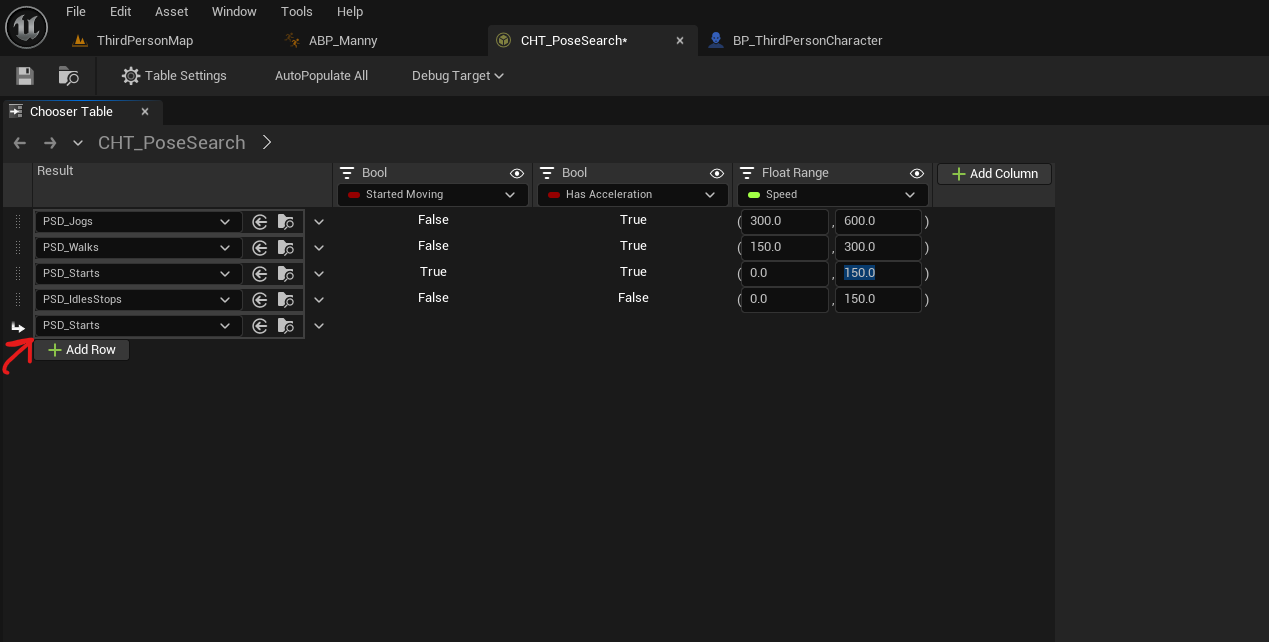 File Edit Asset Window Tools Help
ThirdPersonMap ABP_Manny CHT_PoseSearch* BP_ThirdPersonCharacter
Table Settings AutoPopulate All Debug Target
Chooser Table
CHT_PoseSearch
Result Bool Bool Float Range Add Column
Started Moving Has Acceleration Speed
PSD_Jogs False True ( 300.0 , 600.0 )
PSD_Walks False True ( 150.0 , 300.0 )
PSD_Starts True True ( 0.0 , 150.0 )
PSD_IdlesStops False False ( 0.0 , 150.0 )
PSD_Starts
Add Row